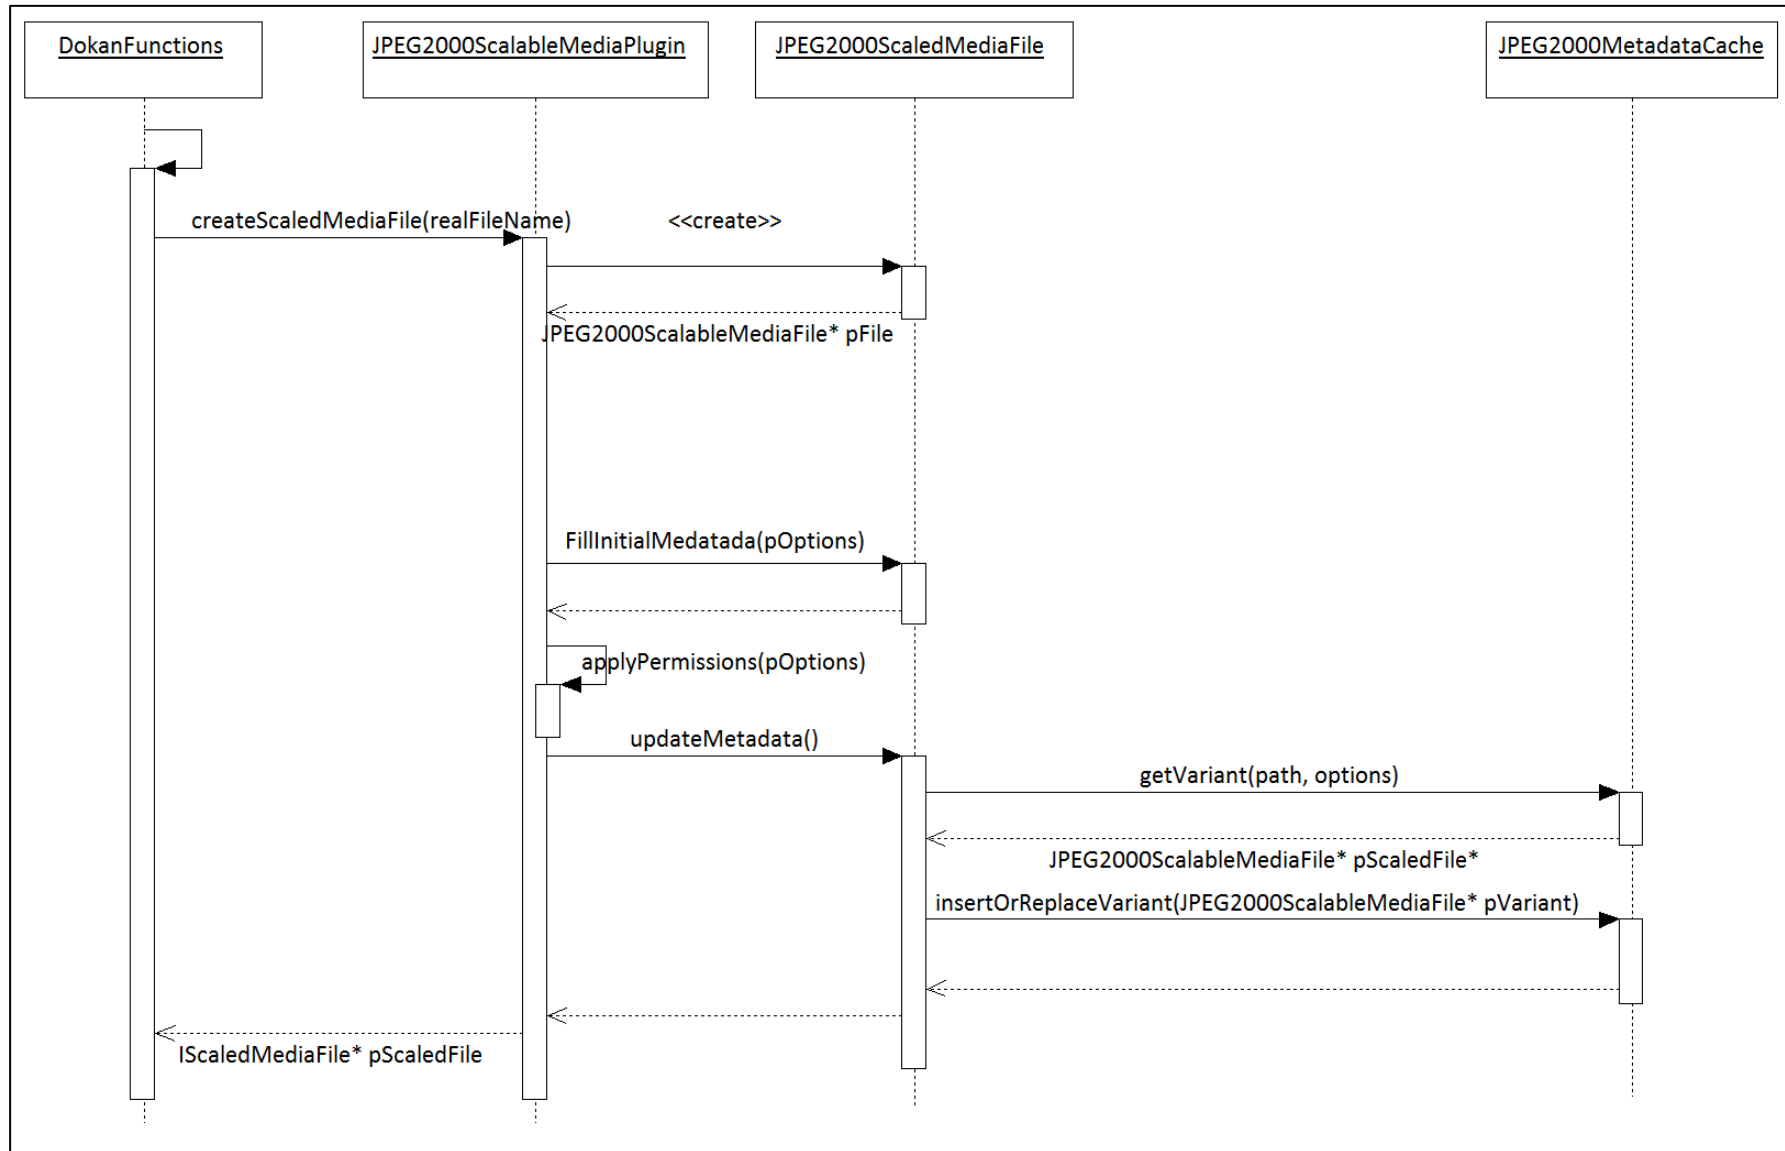 DokanFunctions
JPEG2000ScalableMediaPlugin
JPEG2000ScaledMediaFile
JPEG2000MetadataCache
createScaledMediaFile(realFileName)
<<create>>
JPEG2000ScalableMediaFile* pFile
FillInitialMedatada(pOptions)
applyPermissions(pOptions)
updateMetadata()
getVariant(path, options)
JPEG2000ScalableMediaFile* pScaledFile*
insertOrReplaceVariant(JPEG2000ScalableMediaFile* pVariant)
IScaledMediaFile* pScaledFile